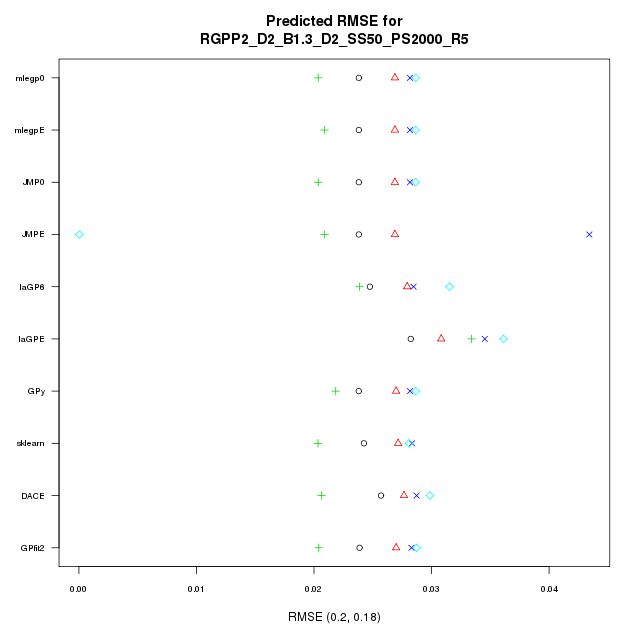 Predicted RMSE for
RGPP2_D2_B1.3_D2_SS50_PS2000_R5
mlegp0
mlegpE
JMP0
JMPE
laGP6
laGPE
GPy
sklearn
DACE
GPfit2
0.00 0.01 0.02 0.03 0.04
RMSE (0.2, 0.18)